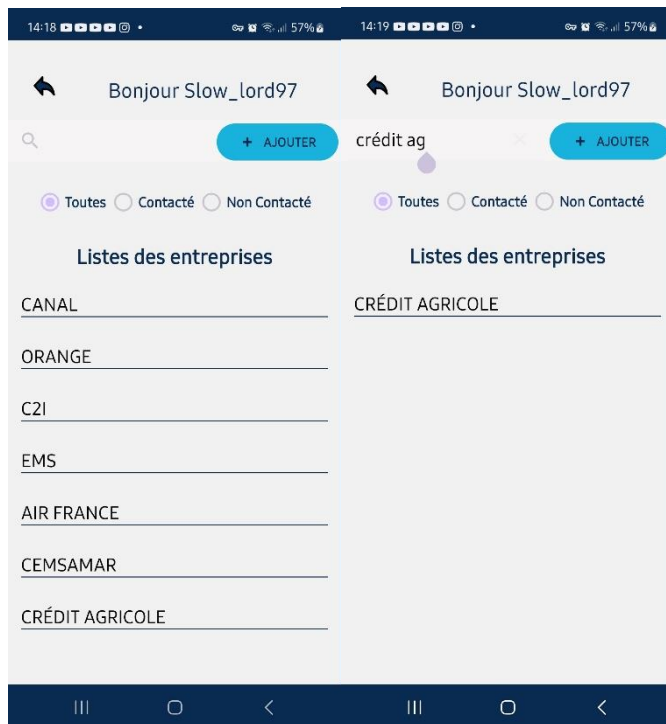 14:18
57%
Bonjour Slow_lord97
+ AJOUTER
Toutes Contacté Non Contacté
Listes des entreprises
CANAL
ORANGE
C2I
EMS
AIR FRANCE
CEMSAMAR
CRÉDIT AGRICOLE
14:19
57%
Bonjour Slow_lord97
crédit ag
+ AJOUTER
Toutes Contacté Non Contacté
Listes des entreprises
CRÉDIT AGRICOLE